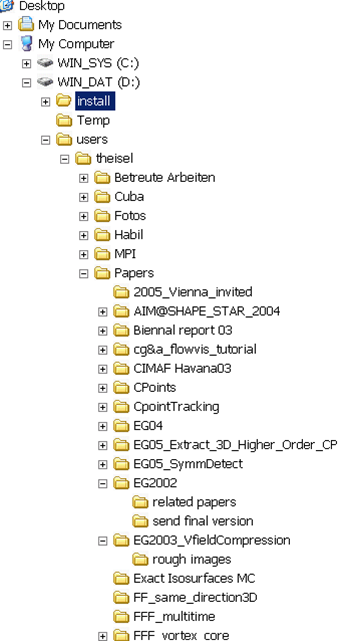 Desktop
My Documents
My Computer
WIN_SYS (C:)
WIN_DAT (D:)
install
Temp
users
theisel
Betreute Arbeiten
Cuba
Fotos
Habil
MPI
Papers
2005_Vienna_invited
AIM@SHAPE_STAR_2004
Biennal report 03
cg&a_flowvis_tutorial
CIMAF Havana03
CPoints
CpointTracking
EG04
EG05_Extract_3D_Higher_Order_CP
EG05_SymmDetect
EG2002
related papers
send final version
EG2003_VfieldCompression
rough images
Exact Isosurfaces MC
FF_same_direction3D
FFF_multitime
FFF_vortex_core